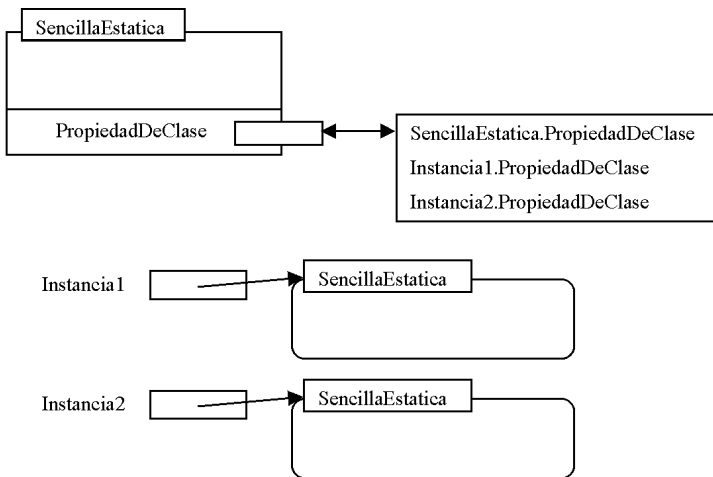 SencillaEstatica
PropiedadDeClase
SencillaEstatica.PropiedadDeClase
Instancia1.PropiedadDeClase
Instancia2.PropiedadDeClase
Instancia1
SencillaEstatica
Instancia2
SencillaEstatica